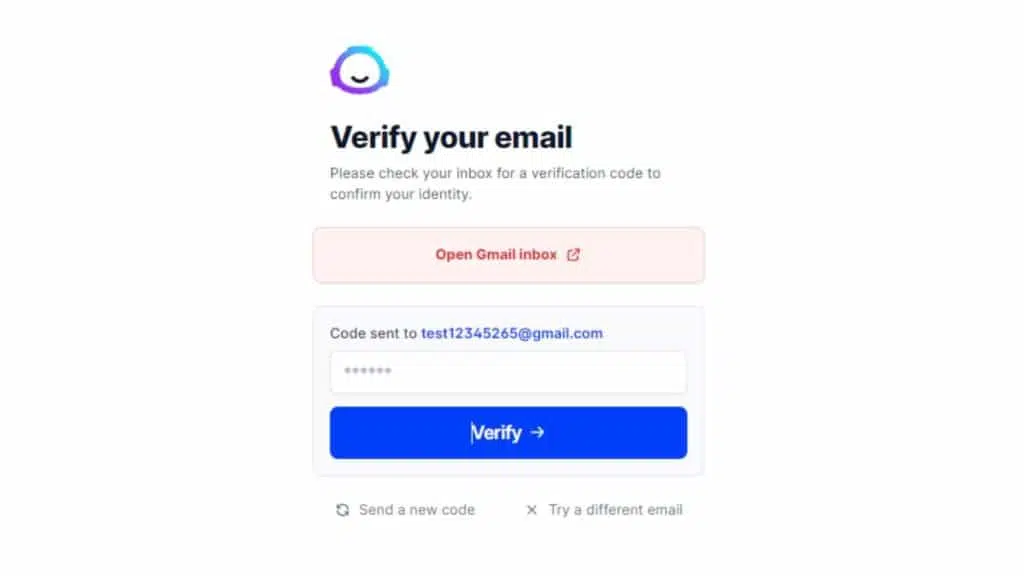 Verify your email
Please check your inbox for a verification code to
confirm your identity.
Open Gmail inbox
Code sent to test12345265@gmail.com
******
Verify →
Send a new code
Try a different email